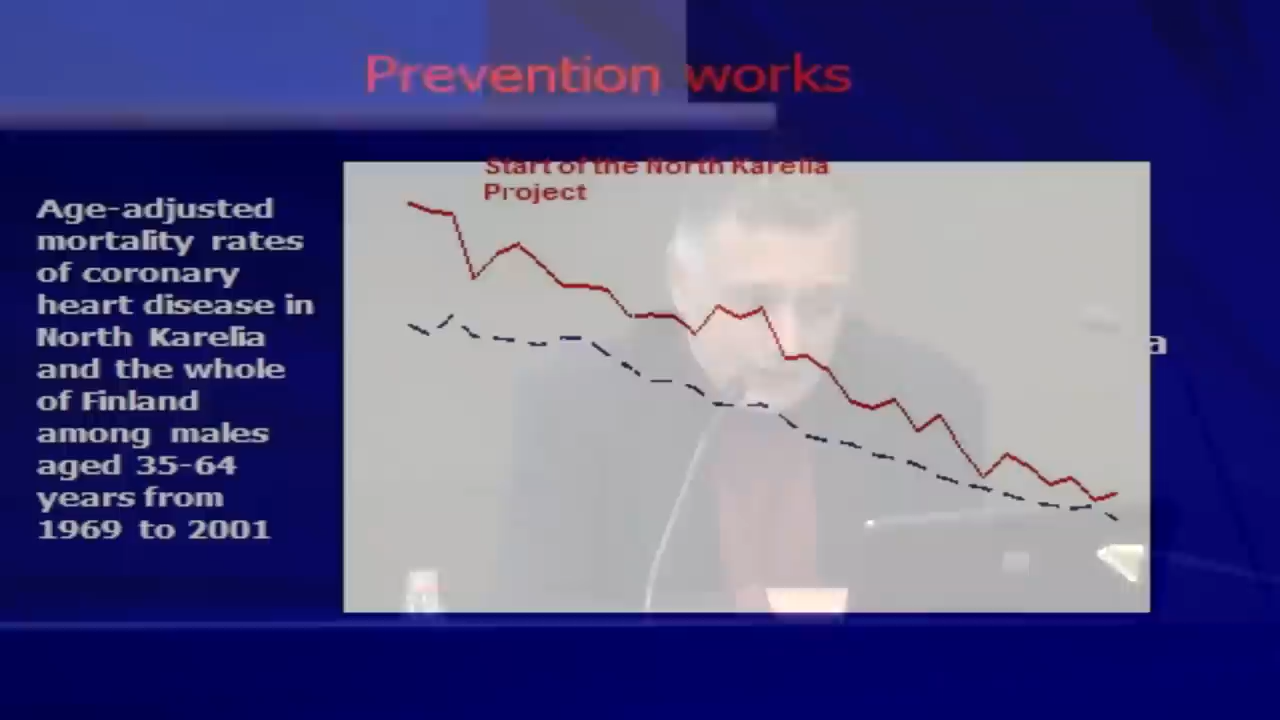 Prevention works
Start of the North Karelia
Project
Age-adjusted
mortality rates
of coronary
heart disease in
North Karelia
and the whole
of Finland
among males
aged 35-64
years from
1969 to 2001
a